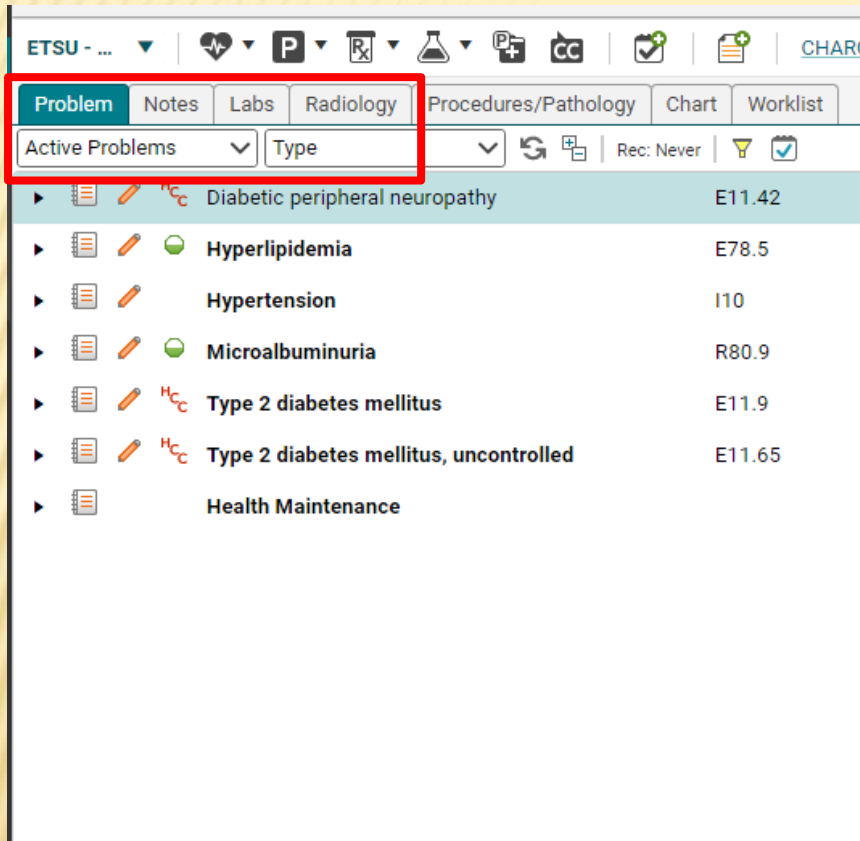 ETSU - ... CC CHARG
Problem Notes Labs Radiology Procedures/Pathology Chart Worklist
Active Problems Type Rec: Never
HCC Diabetic peripheral neuropathy E11.42
Hyperlipidemia E78.5
Hypertension I10
Microalbuminuria R80.9
HCC Type 2 diabetes mellitus E11.9
HCC Type 2 diabetes mellitus, uncontrolled E11.65
Health Maintenance